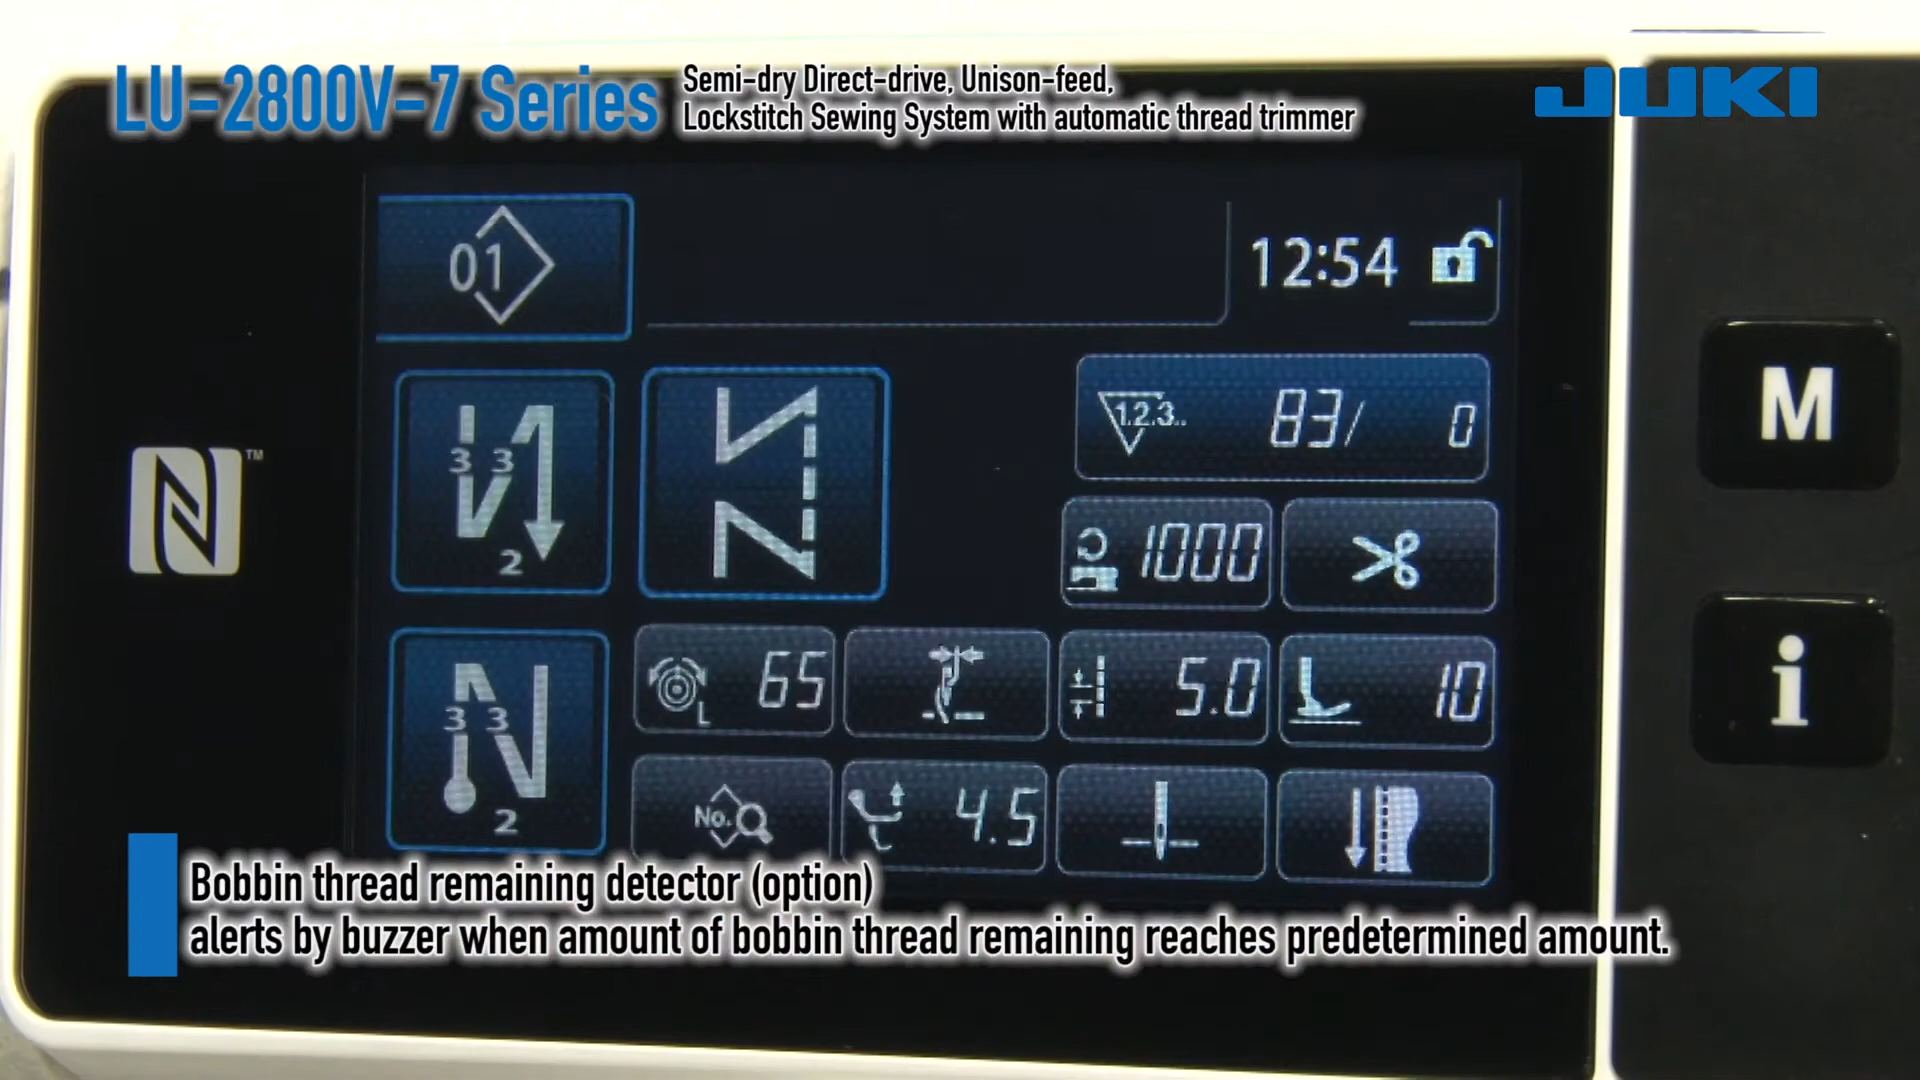 LU-2800V-7 Series
Semi-dry Direct-drive, Unison-feed,
Lockstitch Sewing System with automatic thread trimmer
JUKI
01
12:54
1.2.3..
83/ 0
3 3
2
1000
M
65
L
5.0
10
3 3
2
No.
4.5
i
N
TM
Bobbin thread remaining detector (option)
alerts by buzzer when amount of bobbin thread remaining reaches predetermined amount.